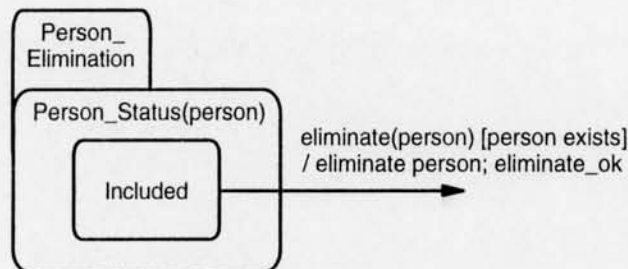 Person_
Elimination
Person_Status(person)
eliminate(person) [person exists]
/ eliminate person; eliminate_ok
Included